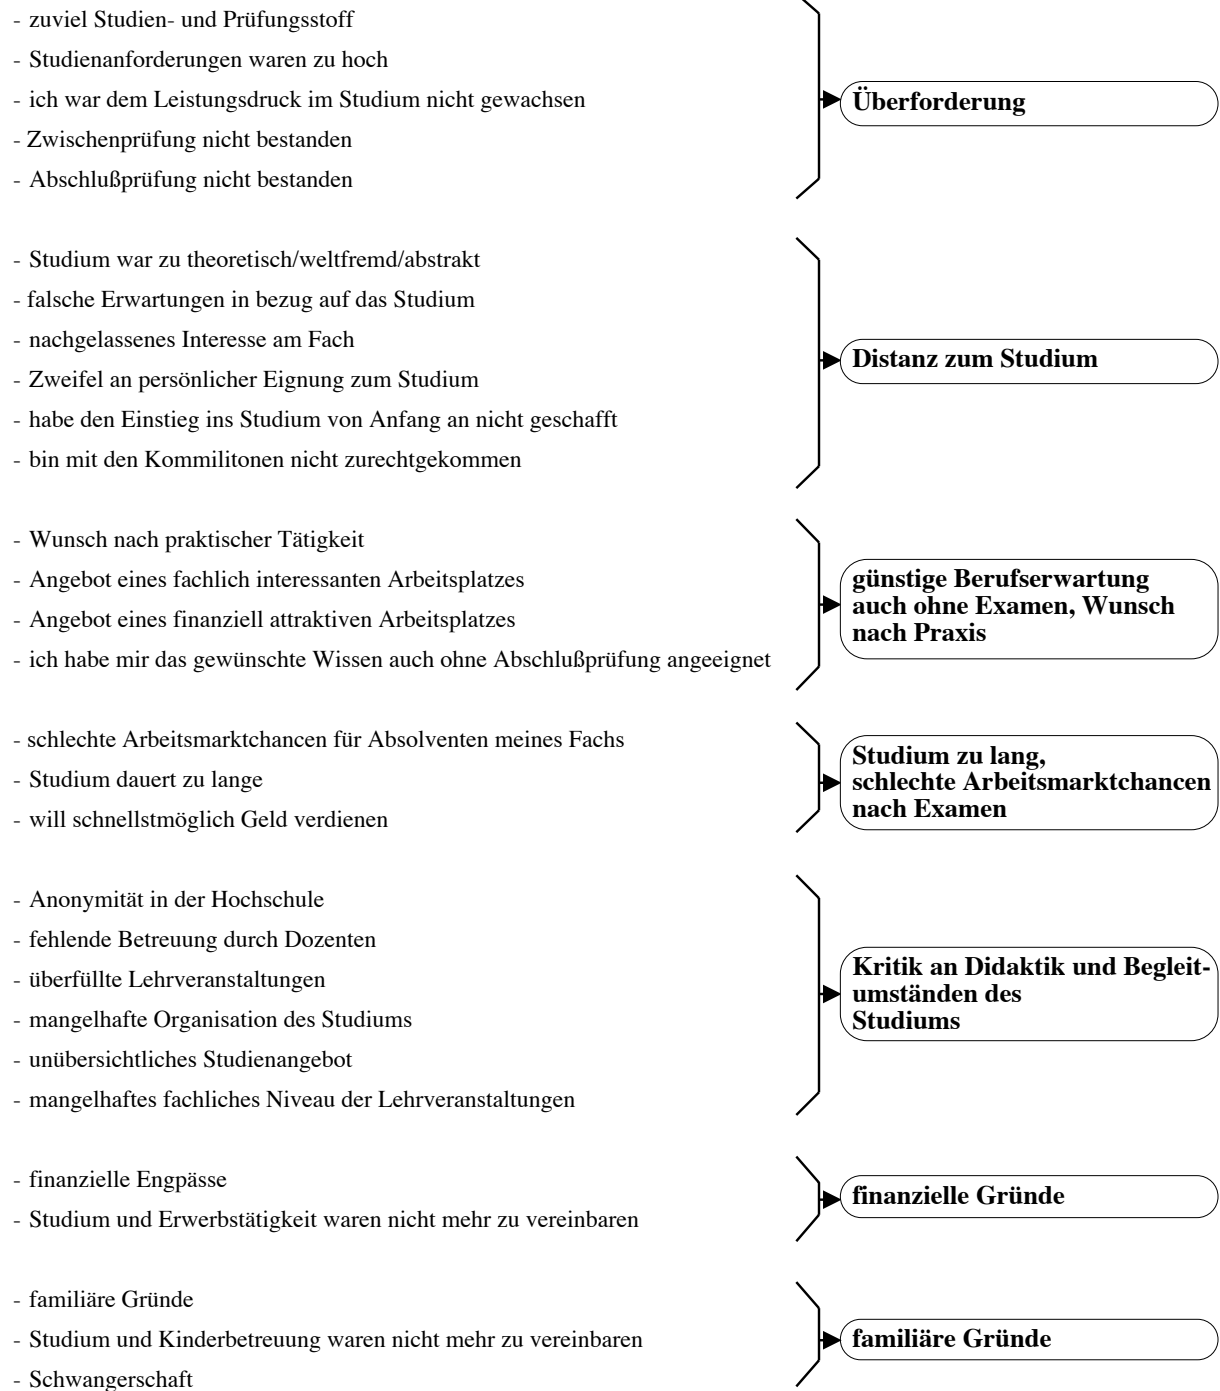 - zuviel Studien- und Prüfungsstoff
- Studienanforderungen waren zu hoch
- ich war dem Leistungsdruck im Studium nicht gewachsen
- Zwischenprüfung nicht bestanden
- Abschlußprüfung nicht bestanden
Überforderung
- Studium war zu theoretisch/weltfremd/abstrakt
- falsche Erwartungen in bezug auf das Studium
- nachgelassenes Interesse am Fach
- Zweifel an persönlicher Eignung zum Studium
- habe den Einstieg ins Studium von Anfang an nicht geschafft
- bin mit den Kommilitonen nicht zurechtgekommen
Distanz zum Studium
- Wunsch nach praktischer Tätigkeit
- Angebot eines fachlich interessanten Arbeitsplatzes
- Angebot eines finanziell attraktiven Arbeitsplatzes
- ich habe mir das gewünschte Wissen auch ohne Abschlußprüfung angeeignet
günstige Berufserwartung
auch ohne Examen, Wunsch
nach Praxis
- schlechte Arbeitsmarktchancen für Absolventen meines Fachs
- Studium dauert zu lange
- will schnellstmöglich Geld verdienen
Studium zu lang,
schlechte Arbeitsmarktchancen
nach Examen
- Anonymität in der Hochschule
- fehlende Betreuung durch Dozenten
- überfüllte Lehrveranstaltungen
- mangelhafte Organisation des Studiums
- unübersichtliches Studienangebot
- mangelhaftes fachliches Niveau der Lehrveranstaltungen
Kritik an Didaktik und Begleit-
umständen des
Studiums
- finanzielle Engpässe
- Studium und Erwerbstätigkeit waren nicht mehr zu vereinbaren
finanzielle Gründe
- familiäre Gründe
- Studium und Kinderbetreuung waren nicht mehr zu vereinbaren
- Schwangerschaft
familiäre Gründe